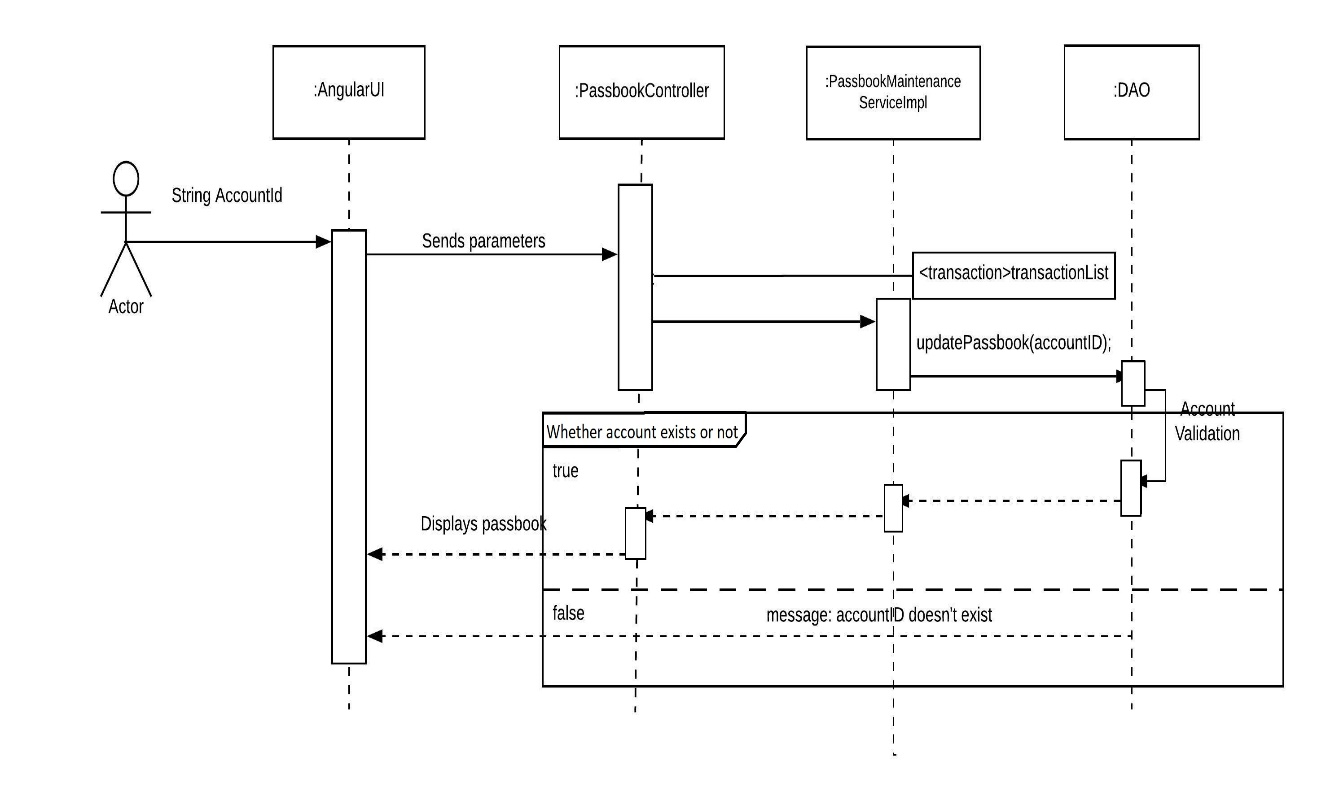 :AngularUI
:PassbookController
:PassbookMaintenance
ServiceImpl
:DAO
String AccountId
Sends parameters
Actor
<transaction>transactionList
updatePassbook(accountID);
Account
Validation
Whether account exists or not
true
Displays passbook
false
message: accountID doesn't exist